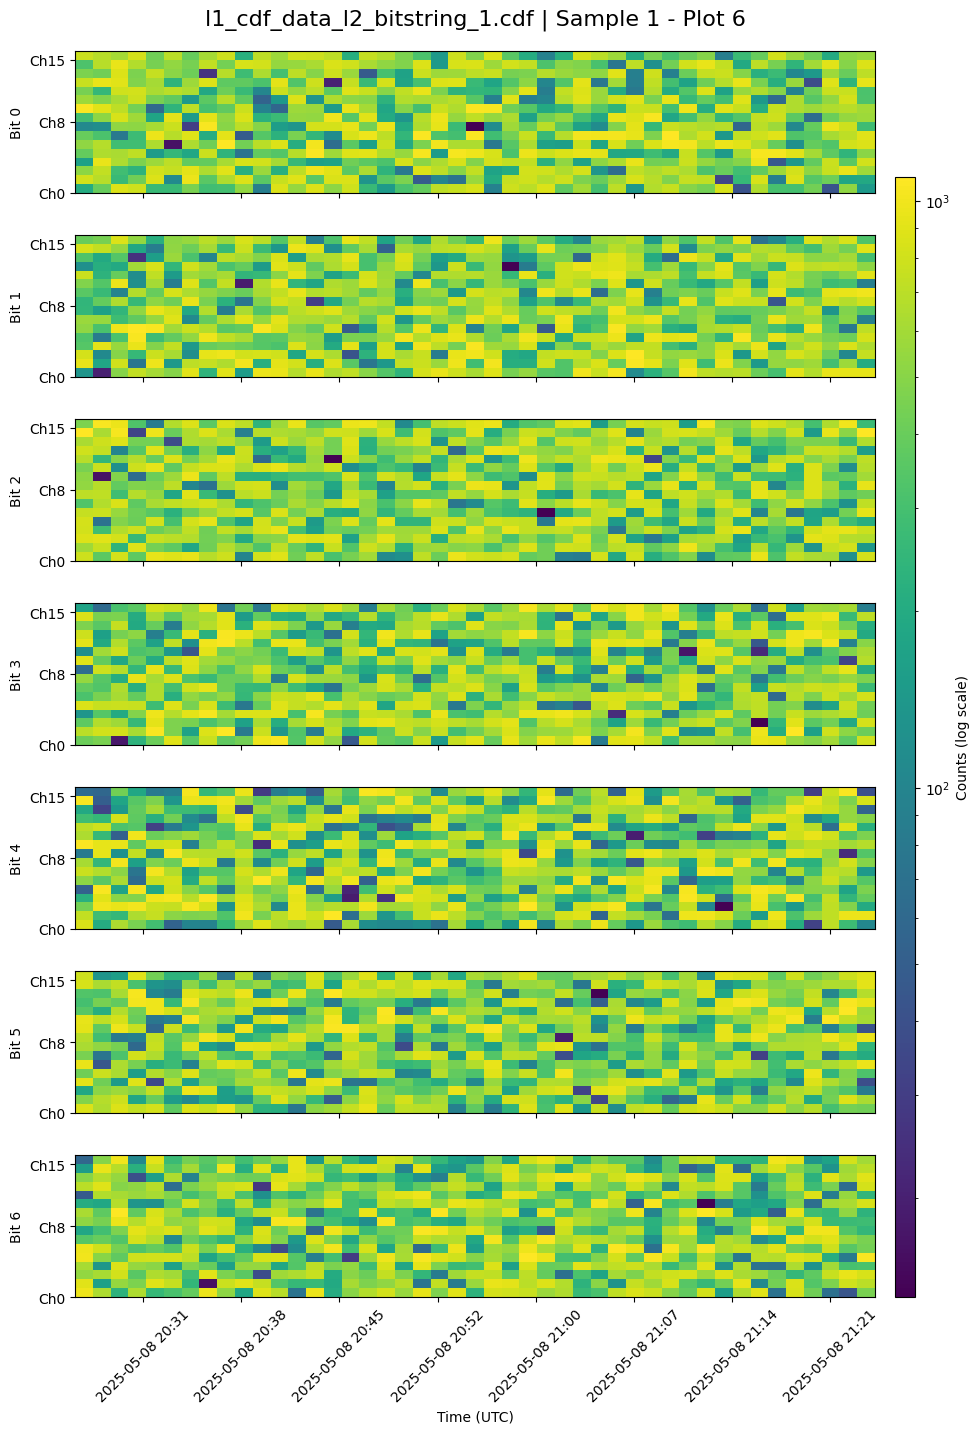 l1_cdf_data_l2_bitstring_1.cdf | Sample 1 - Plot 6
Ch15
Ch8
Ch0
Bit 0
Ch15
Ch8
Ch0
Bit 1
Ch15
Ch8
Ch0
Bit 2
Ch15
Ch8
Ch0
Bit 3
Ch15
Ch8
Ch0
Bit 4
Ch15
Ch8
Ch0
Bit 5
Ch15
Ch8
Ch0
Bit 6
2025-05-08 20:31
2025-05-08 20:38
2025-05-08 20:45
2025-05-08 20:52
2025-05-08 21:00
2025-05-08 21:07
2025-05-08 21:14
2025-05-08 21:21
Time (UTC)
10³
10²
Counts (log scale)